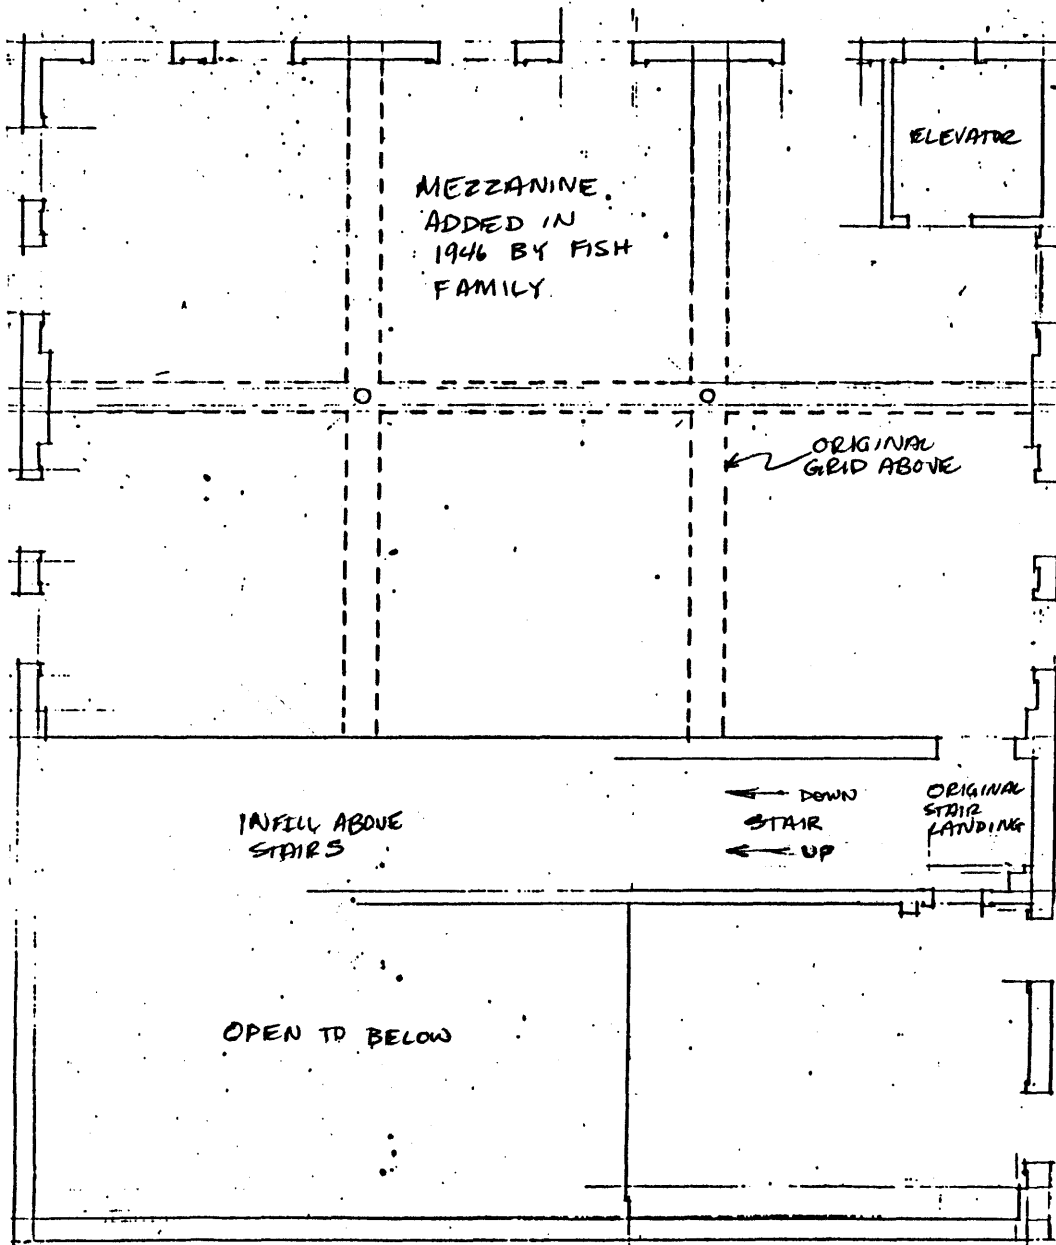 ELEVATOR
MEZZANINE
ADDED IN
1946 BY FISH
FAMILY
ORIGINAL
GRID ABOVE
INFILL ABOVE
STAIRS
DOWN
STAIR
UP
ORIGINAL
STAIR
LANDING
OPEN TO BELOW